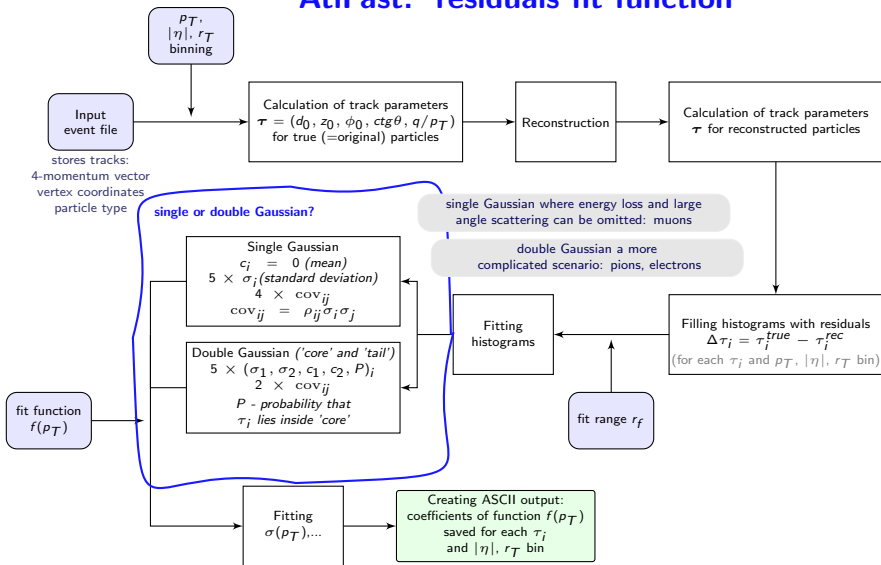 AtlFast: residuals fit function
p_T,
|η|, r_T
binning
Input
event file
stores tracks:
4-momentum vector
vertex coordinates
particle type
Calculation of track parameters
τ = (d_0, z_0, ϕ_0, ctgθ, q/p_T)
for true (=original) particles
Reconstruction
Calculation of track parameters
τ for reconstructed particles
single or double Gaussian?
single Gaussian where energy loss and large
angle scattering can be omitted: muons
double Gaussian a more
complicated scenario: pions, electrons
Single Gaussian
c_i = 0 (mean)
5 × σ_i (standard deviation)
4 × cov_ij
cov_ij = ρ_ij σ_i σ_j
Double Gaussian ('core' and 'tail')
5 × (σ_1, σ_2, c_1, c_2, P)_i
2 × cov_ij
P - probability that
τ_i lies inside 'core'
Fitting
histograms
Filling histograms with residuals
Δτ_i = τ_i^true − τ_i^rec
(for each τ_i and p_T, |η|, r_T bin)
fit function
f(p_T)
fit range r_f
Fitting
σ(p_T),...
Creating ASCII output:
coefficients of function f(p_T)
saved for each τ_i
and |η|, r_T bin